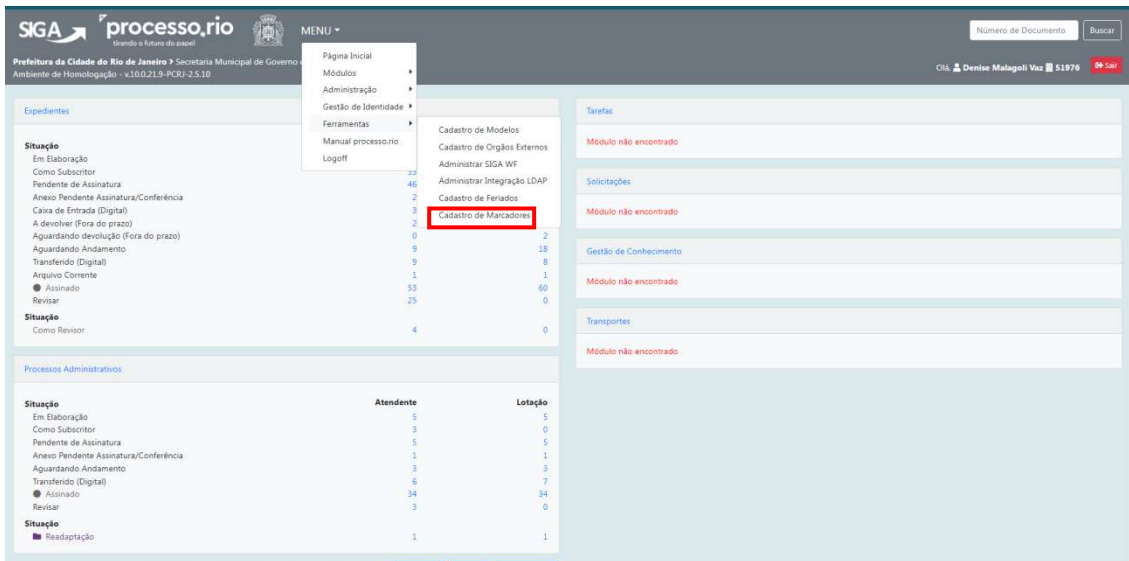 SIGA processo.rio
tirando o futuro do papel
MENU
Número de Documento Buscar
Prefeitura da Cidade do Rio de Janeiro > Secretaria Municipal de Governo
Ambiente de Homologação - v.10.0.21.9-PCRJ-2.5.10
Olá, Denise Malagoli Vaz 51976 Sair
Página Inicial
Módulos
Administração
Gestão de Identidade
Ferramentas
Manual processo.rio
Logoff
Cadastro de Modelos
Cadastro de Orgãos Externos
Administrar SIGA WF
Administrar Integração LDAP
Cadastro de Feriados
Cadastro de Marcadores
Expedientes
Situação
Em Elaboração
Como Subscritor 33
Pendente de Assinatura 46
Anexo Pendente Assinatura/Conferência 2
Caixa de Entrada (Digital) 3
A devolver (Fora do prazo) 2
Aguardando devolução (Fora do prazo) 0 2
Aguardando Andamento 9 18
Transferido (Digital) 9 8
Arquivo Corrente 1 1
Assinado 53 60
Revisar 25 0
Situação
Como Revisor 4 0
Processos Administrativos
Situação Atendente Lotação
Em Elaboração 5 5
Como Subscritor 3 0
Pendente de Assinatura 5 5
Anexo Pendente Assinatura/Conferência 1 1
Aguardando Andamento 3 3
Transferido (Digital) 6 7
Assinado 34 34
Revisar 3 0
Situação
Readaptação 1 1
Tarefas
Módulo não encontrado
Solicitações
Módulo não encontrado
Gestão de Conhecimento
Módulo não encontrado
Transportes
Módulo não encontrado